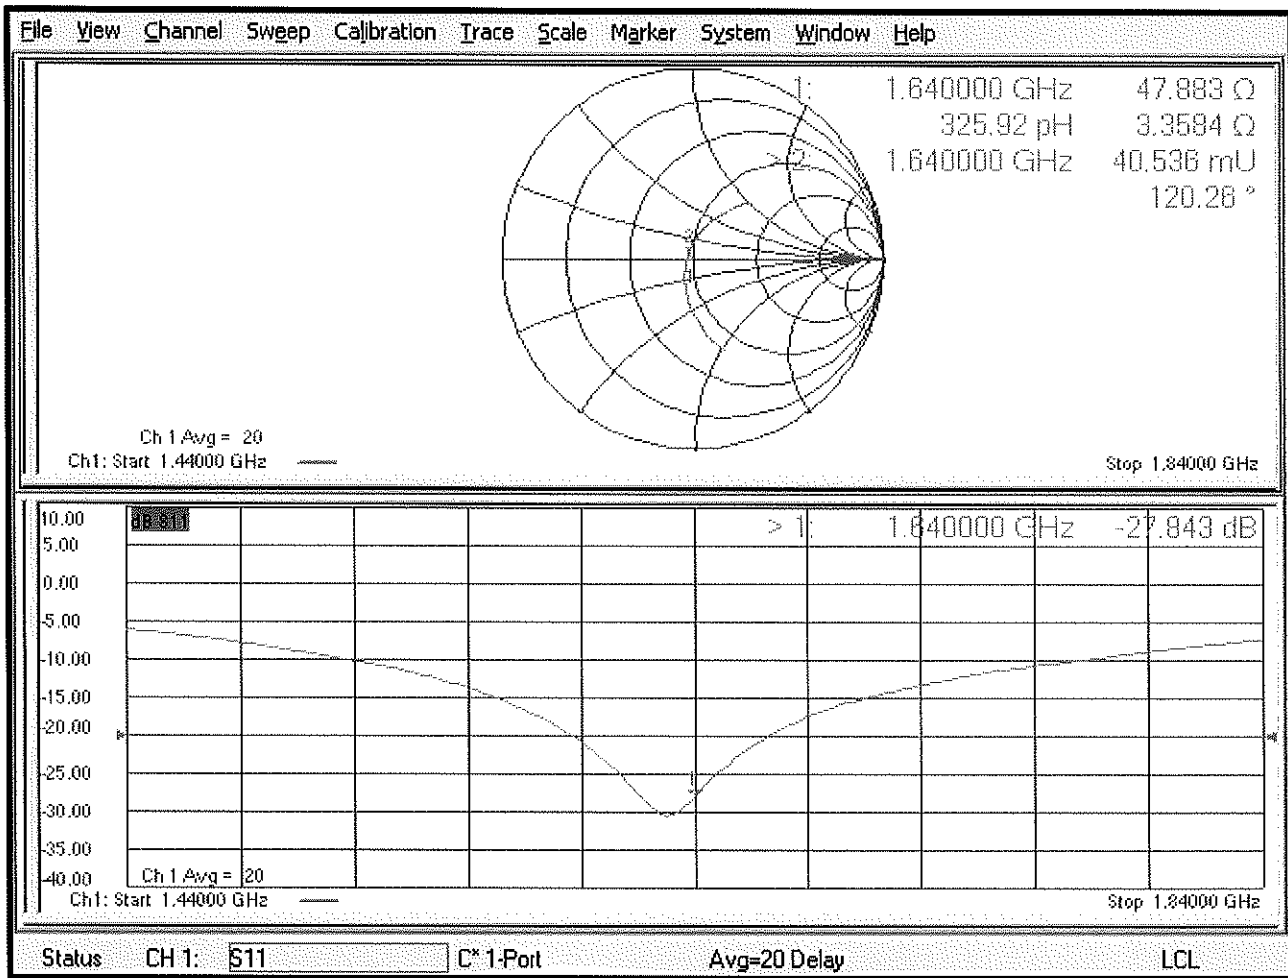 File View Channel Sweep Calibration Trace Scale Marker System Window Help
1: 1.640000 GHz 47.883 Ω
325.92 pH 3.3584 Ω
> 2: 1.640000 GHz 40.536 mU
120.28 °
Ch 1 Avg = 20
Ch1: Start 1.44000 GHz
Stop 1.84000 GHz
10.00
dB S11
> 1: 1.640000 GHz -27.843 dB
5.00
0.00
-5.00
-10.00
-15.00
-20.00
-25.00
-30.00
-35.00
-40.00
Ch 1 Avg = 20
Ch1: Start 1.44000 GHz
Stop 1.84000 GHz
Status CH 1: S11 C* 1-Port Avg=20 Delay LCL